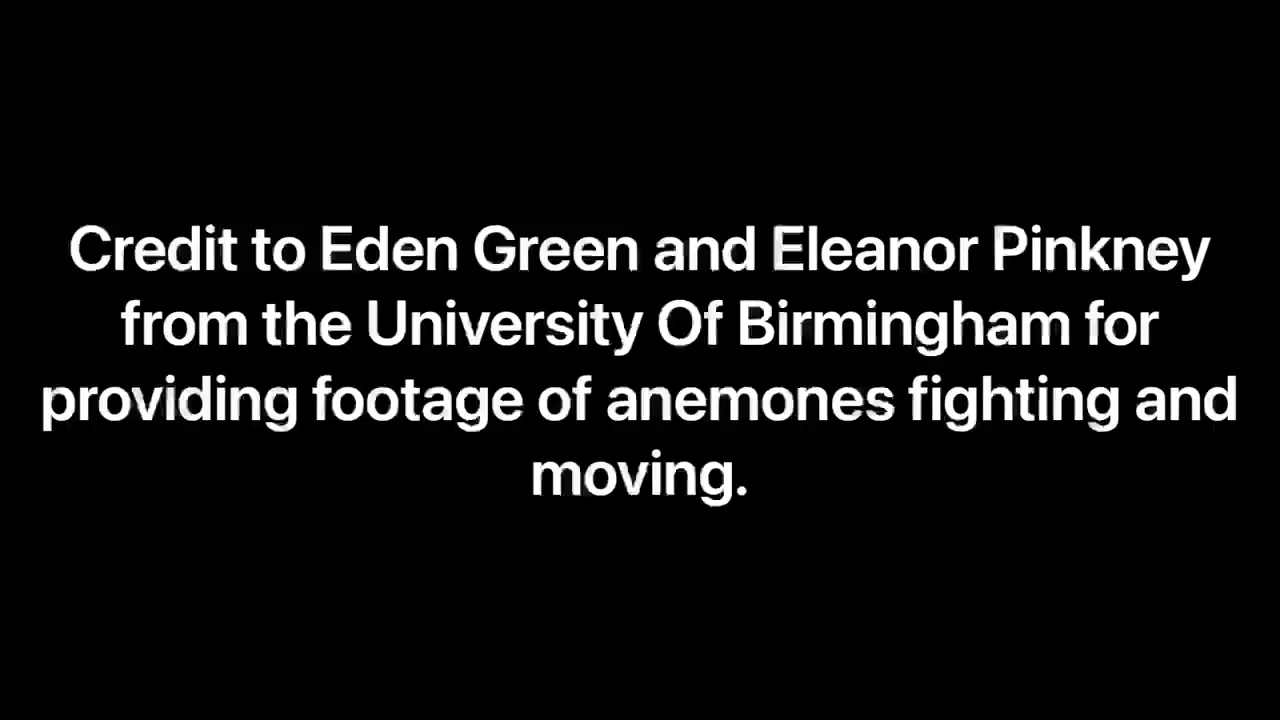 Credit to Eden Green and Eleanor Pinkney
from the University Of Birmingham for
providing footage of anemones fighting and
moving.